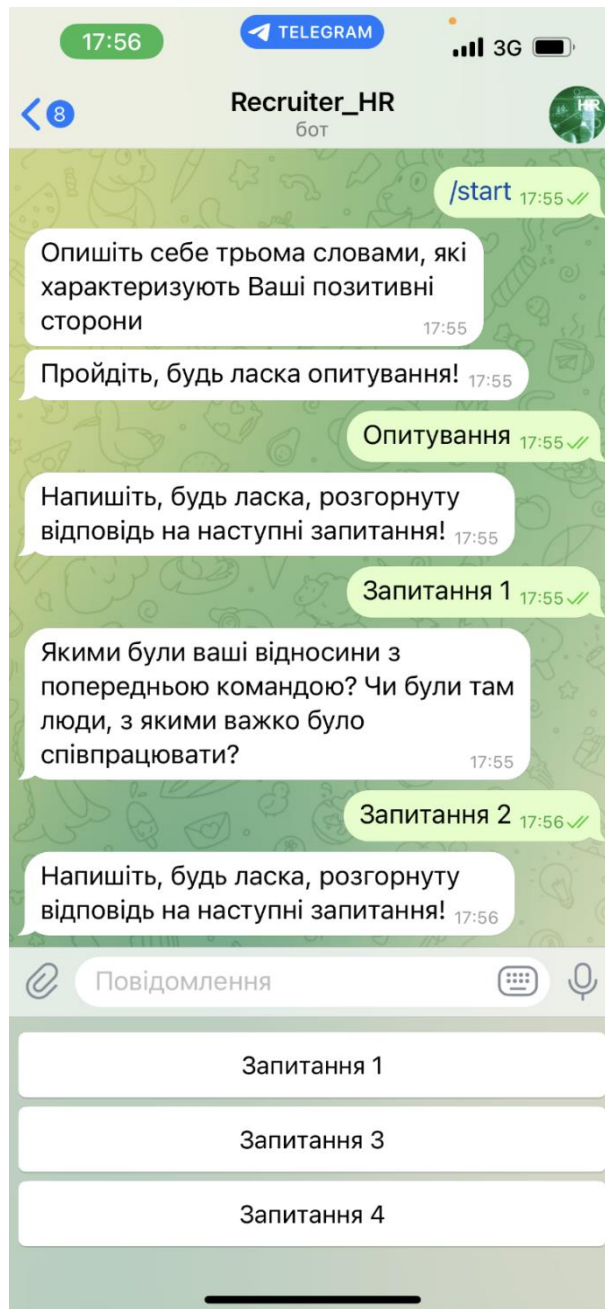 17:56
TELEGRAM
3G
8
Recruiter_HR
бот
HR
/start 17:55
Опишіть себе трьома словами, які
характеризують Ваші позитивні
сторони 17:55
Пройдіть, будь ласка опитування! 17:55
Опитування 17:55
Напишіть, будь ласка, розгорнуту
відповідь на наступні запитання! 17:55
Запитання 1 17:55
Якими були ваші відносини з
попередньою командою? Чи були там
люди, з якими важко було
співпрацювати? 17:55
Запитання 2 17:56
Напишіть, будь ласка, розгорнуту
відповідь на наступні запитання! 17:56
Повідомлення
Запитання 1
Запитання 3
Запитання 4